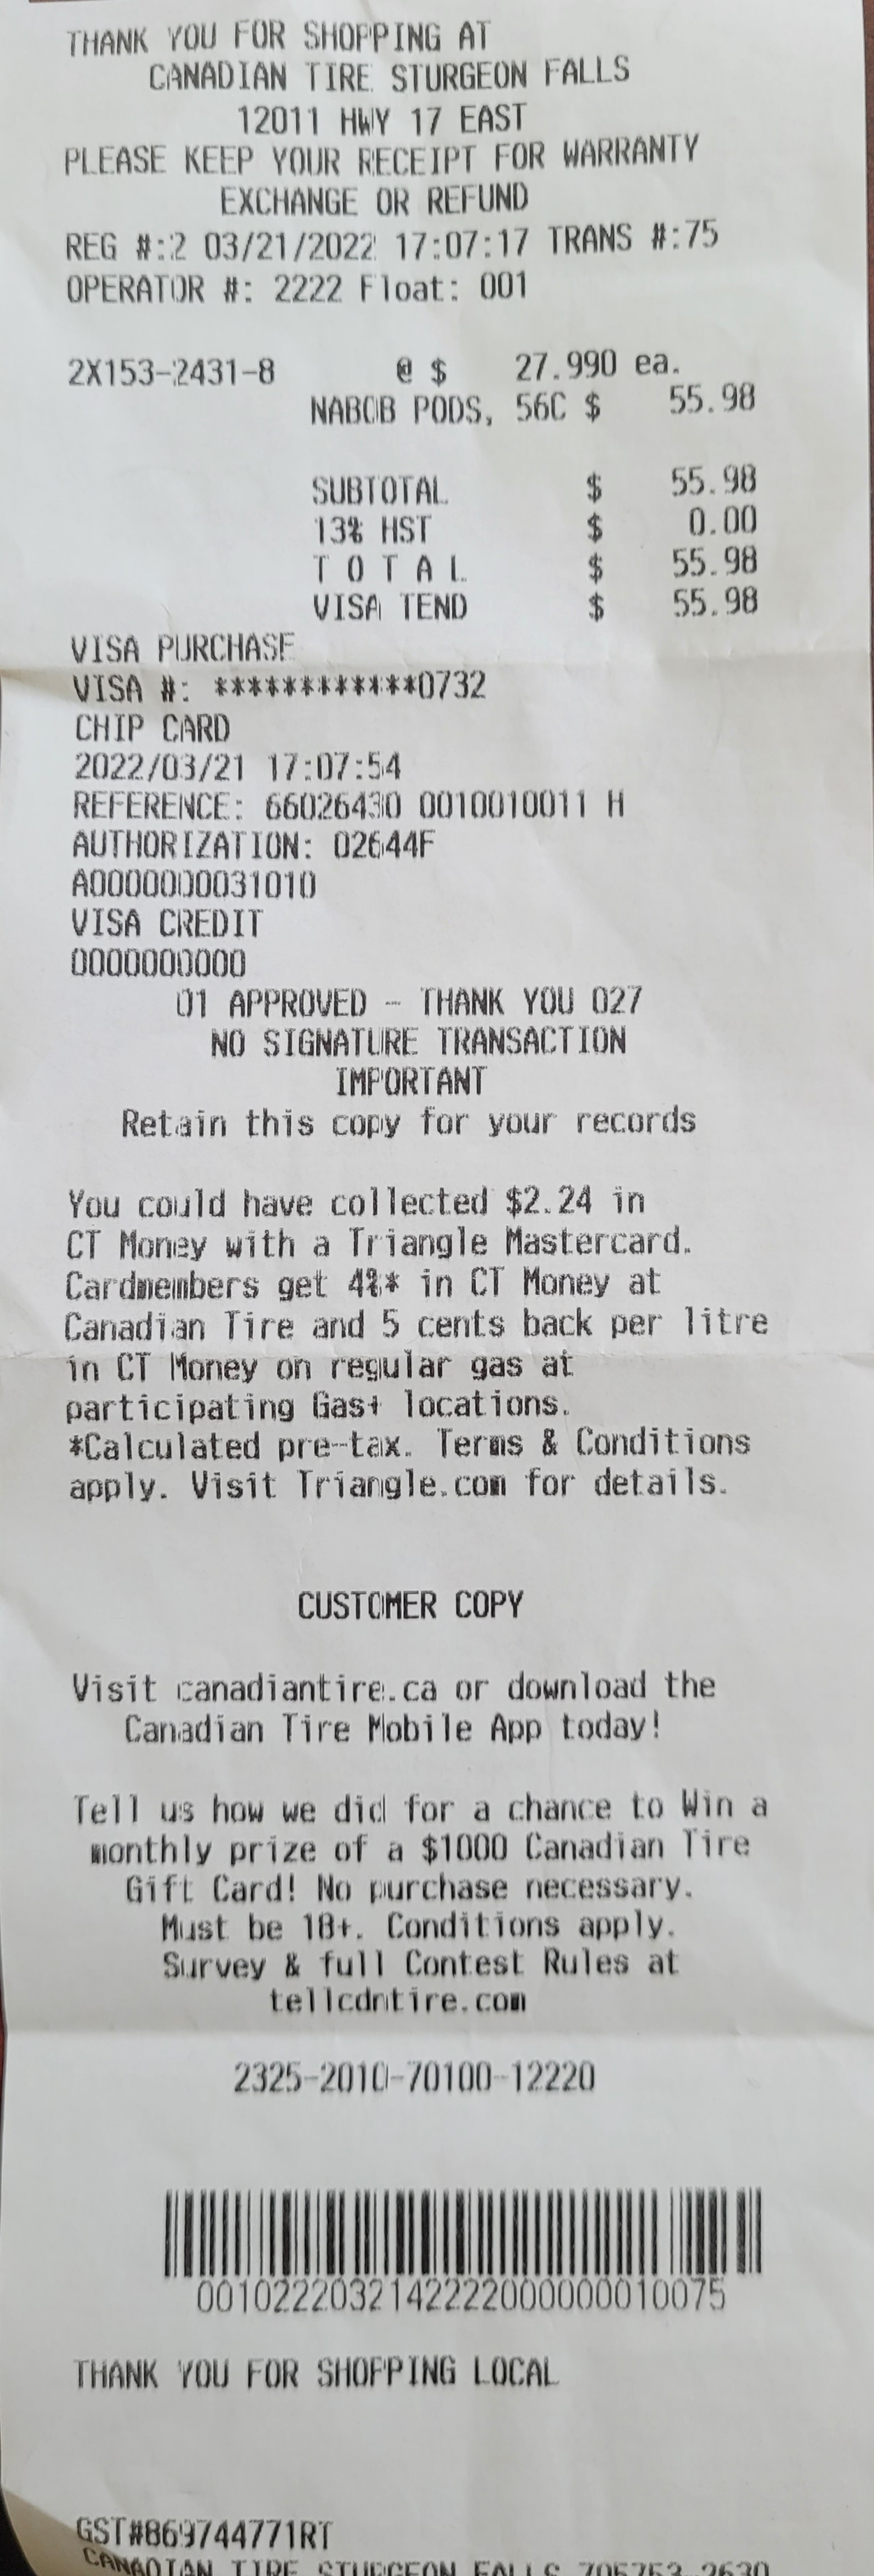 THANK YOU FOR SHOPPING AT
CANADIAN TIRE STURGEON FALLS
12011 HWY 17 EAST
PLEASE KEEP YOUR RECEIPT FOR WARRANTY
EXCHANGE OR REFUND
REG #:2 03/21/2022 17:07:17 TRANS #:75
OPERATOR #: 2222 Float: 001
2X153-2431-8 @ $ 27.990 ea.
NABOB PODS, 56C $ 55.98
SUBTOTAL $ 55.98
13% HST $ 0.00
T O T A L $ 55.98
VISA TEND $ 55.98
VISA PURCHASE
VISA #: ************0732
CHIP CARD
2022/03/21 17:07:54
REFERENCE: 66026430 0010010011 H
AUTHORIZATION: 02644F
A0000000031010
VISA CREDIT
0000000000
01 APPROVED - THANK YOU 027
NO SIGNATURE TRANSACTION
IMPORTANT
Retain this copy for your records
You could have collected $2.24 in
CT Money with a Triangle Mastercard.
Cardmembers get 4%* in CT Money at
Canadian Tire and 5 cents back per litre
in CT Money on regular gas at
participating Gas+ locations.
*Calculated pre-tax. Terms & Conditions
apply. Visit Triangle.com for details.
CUSTOMER COPY
Visit canadiantire.ca or download the
Canadian Tire Mobile App today!
Tell us how we did for a chance to Win a
monthly prize of a $1000 Canadian Tire
Gift Card! No purchase necessary.
Must be 18+. Conditions apply.
Survey & full Contest Rules at
tellcdntire.com
2325-2010-70100-12220
0010222032142222000000010075
THANK YOU FOR SHOPPING LOCAL
GST#869744771RT
CANADIAN TIRE STURGEON FALLS 705753-2630